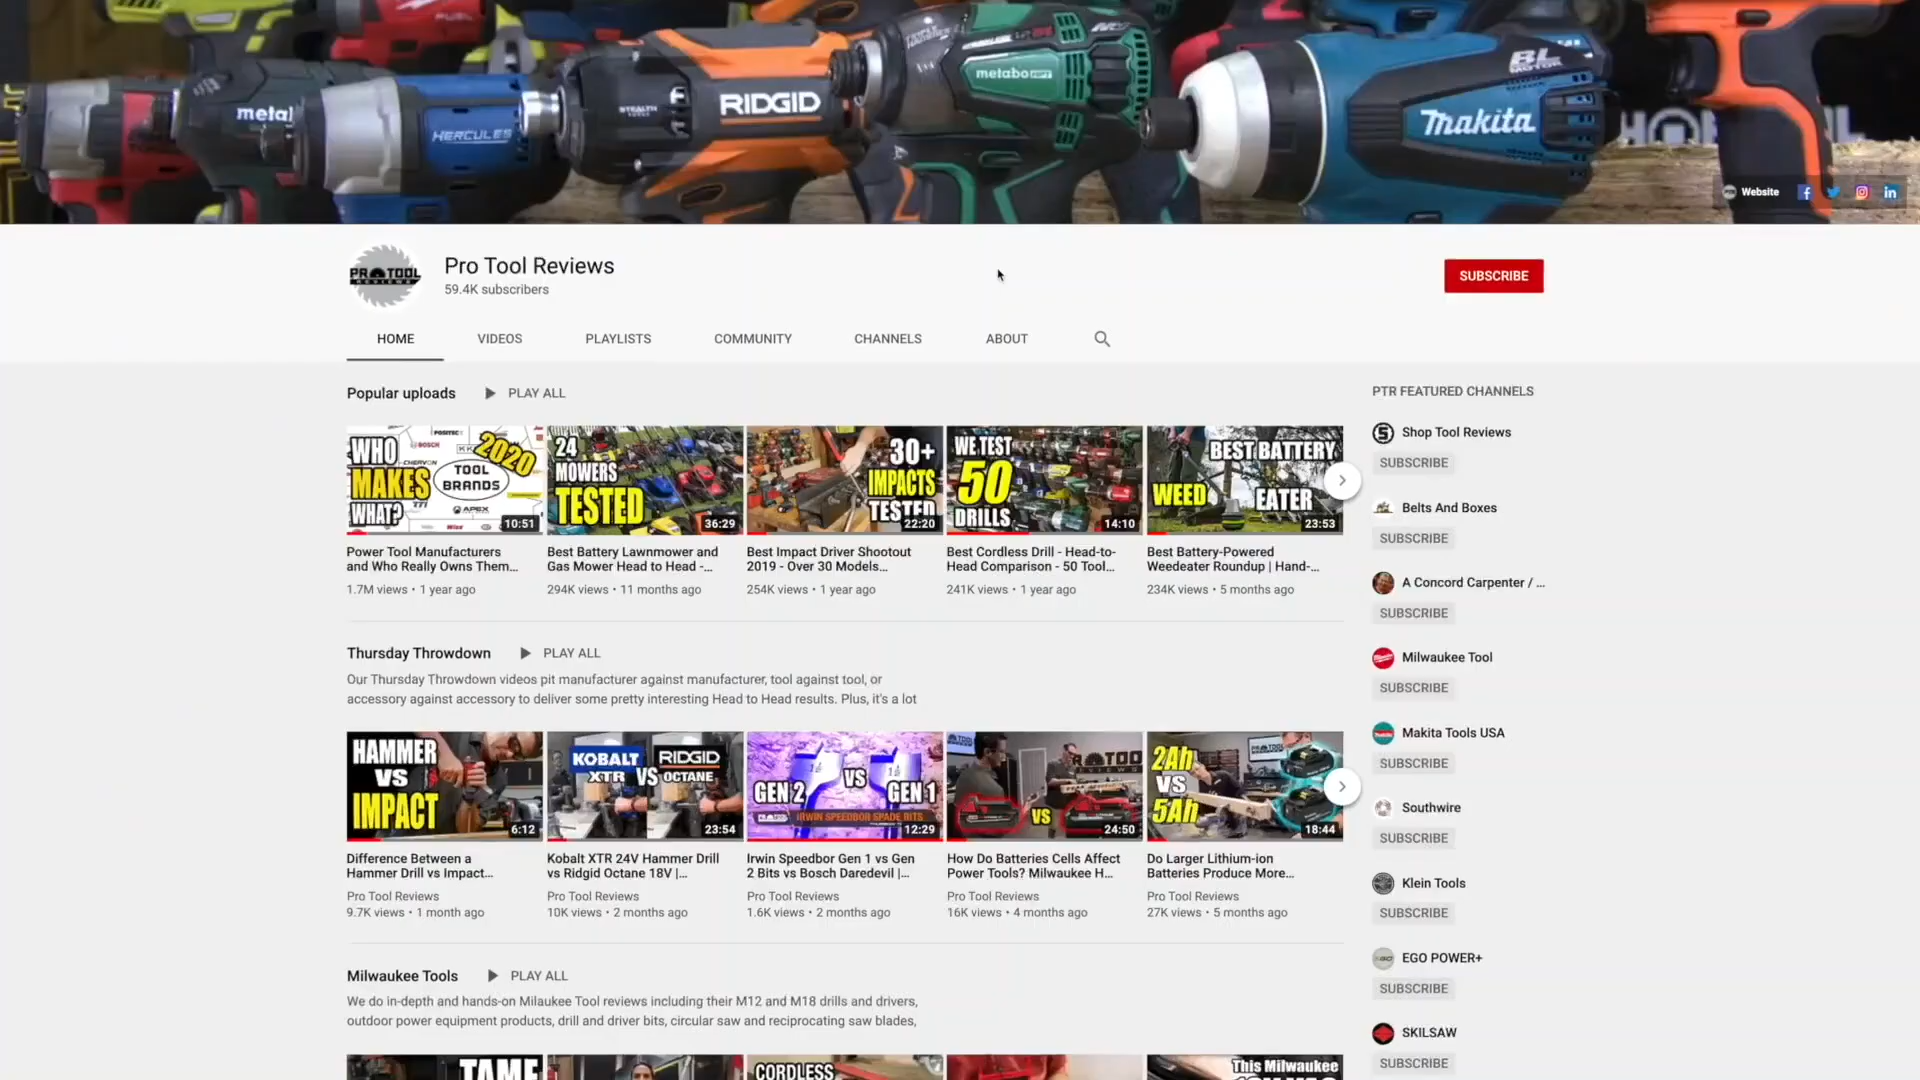 FUEL
metal
HERCULES
STEALTH
RIDGID
TRIPLE HAMMER
metabo HPT
BL
MOTOR
Makita
Website
PRO TOOL
REVIEWS
Pro Tool Reviews
59.4K subscribers
SUBSCRIBE
HOME
VIDEOS
PLAYLISTS
COMMUNITY
CHANNELS
ABOUT
Popular uploads
PLAY ALL
WHO
MAKES
WHAT?
2020
POSITEC
BOSCH
CHERVON
TTI
TOOL
BRANDS
APEX
Wiss
10:51
24
MOWERS
TESTED
36:29
30+
IMPACTS
TESTED
22:20
WE TEST
50
DRILLS
14:10
BEST BATTERY
WEED
EATER
23:53
Power Tool Manufacturers
and Who Really Owns Them...
1.7M views • 1 year ago
Best Battery Lawnmower and
Gas Mower Head to Head -...
294K views • 11 months ago
Best Impact Driver Shootout
2019 - Over 30 Models...
254K views • 1 year ago
Best Cordless Drill - Head-to-
Head Comparison - 50 Tool...
241K views • 1 year ago
Best Battery-Powered
Weedeater Roundup | Hand-...
234K views • 5 months ago
Thursday Throwdown
PLAY ALL
Our Thursday Throwdown videos pit manufacturer against manufacturer, tool against tool, or
accessory against accessory to deliver some pretty interesting Head to Head results. Plus, it's a lot
HAMMER
VS
IMPACT
6:12
KOBALT
XTR VS
RIDGID
OCTANE
23:54
GEN 2
VS
GEN 1
IRWIN SPEEDBOR SPADE BITS
12:29
VS
24:50
2Ah
VS
5Ah
18:44
Difference Between a
Hammer Drill vs Impact...
Pro Tool Reviews
9.7K views • 1 month ago
Kobalt XTR 24V Hammer Drill
vs Ridgid Octane 18V |...
Pro Tool Reviews
10K views • 2 months ago
Irwin Speedbor Gen 1 vs Gen
2 Bits vs Bosch Daredevil |...
Pro Tool Reviews
1.6K views • 2 months ago
How Do Batteries Cells Affect
Power Tools? Milwaukee H...
Pro Tool Reviews
16K views • 4 months ago
Do Larger Lithium-ion
Batteries Produce More...
Pro Tool Reviews
27K views • 5 months ago
Milwaukee Tools
PLAY ALL
We do in-depth and hands-on Milaukee Tool reviews including their M12 and M18 drills and drivers,
outdoor power equipment products, drill and driver bits, circular saw and reciprocating saw blades,
TAME
CORDLESS
This Milwaukee
PTR FEATURED CHANNELS
Shop Tool Reviews
SUBSCRIBE
Belts And Boxes
SUBSCRIBE
A Concord Carpenter / ...
SUBSCRIBE
Milwaukee Tool
SUBSCRIBE
Makita Tools USA
SUBSCRIBE
Southwire
SUBSCRIBE
Klein Tools
SUBSCRIBE
EGO POWER+
SUBSCRIBE
SKILSAW
SUBSCRIBE